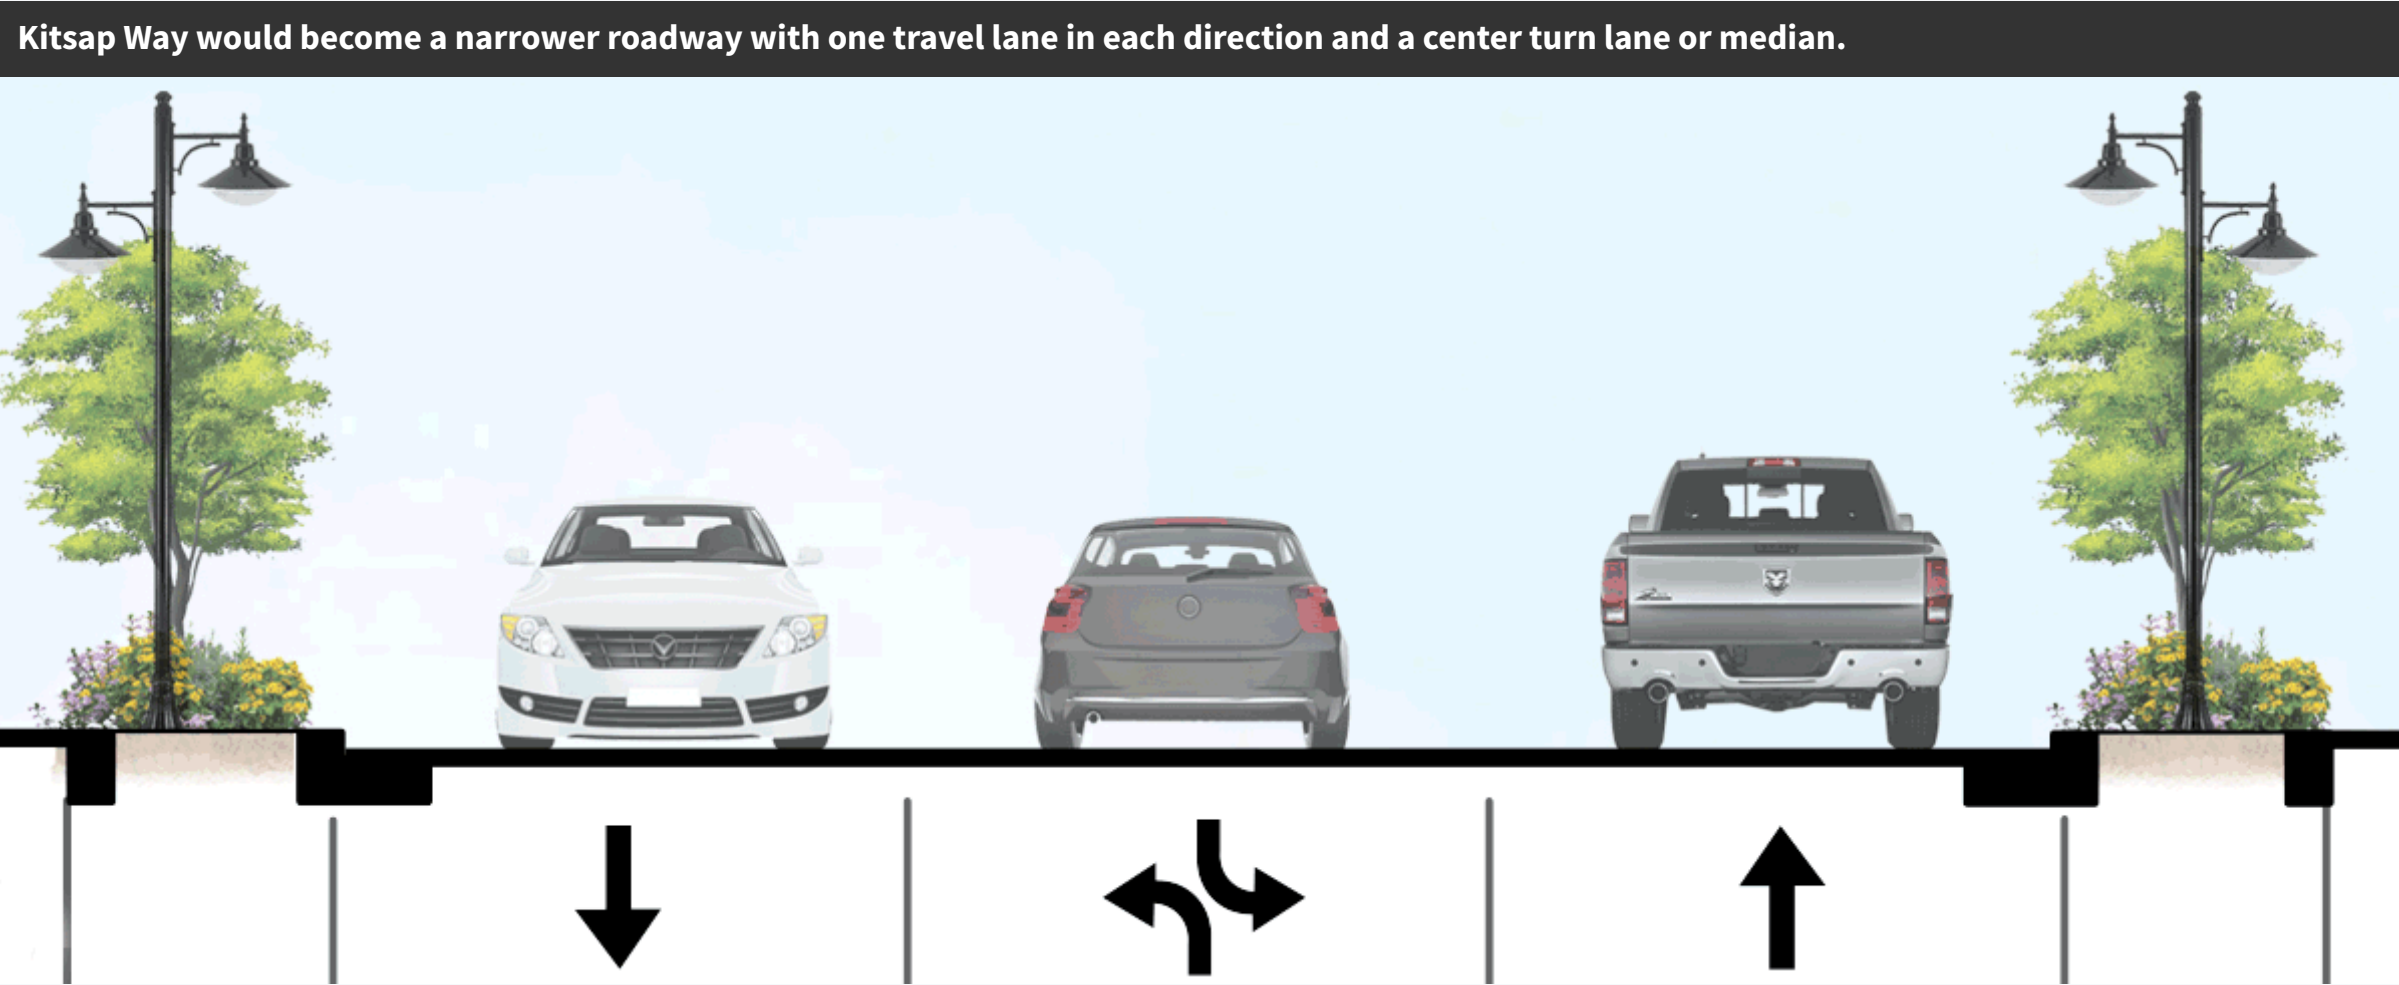 Kitsap Way would become a narrower roadway with one travel lane in each direction and a center turn lane or median.